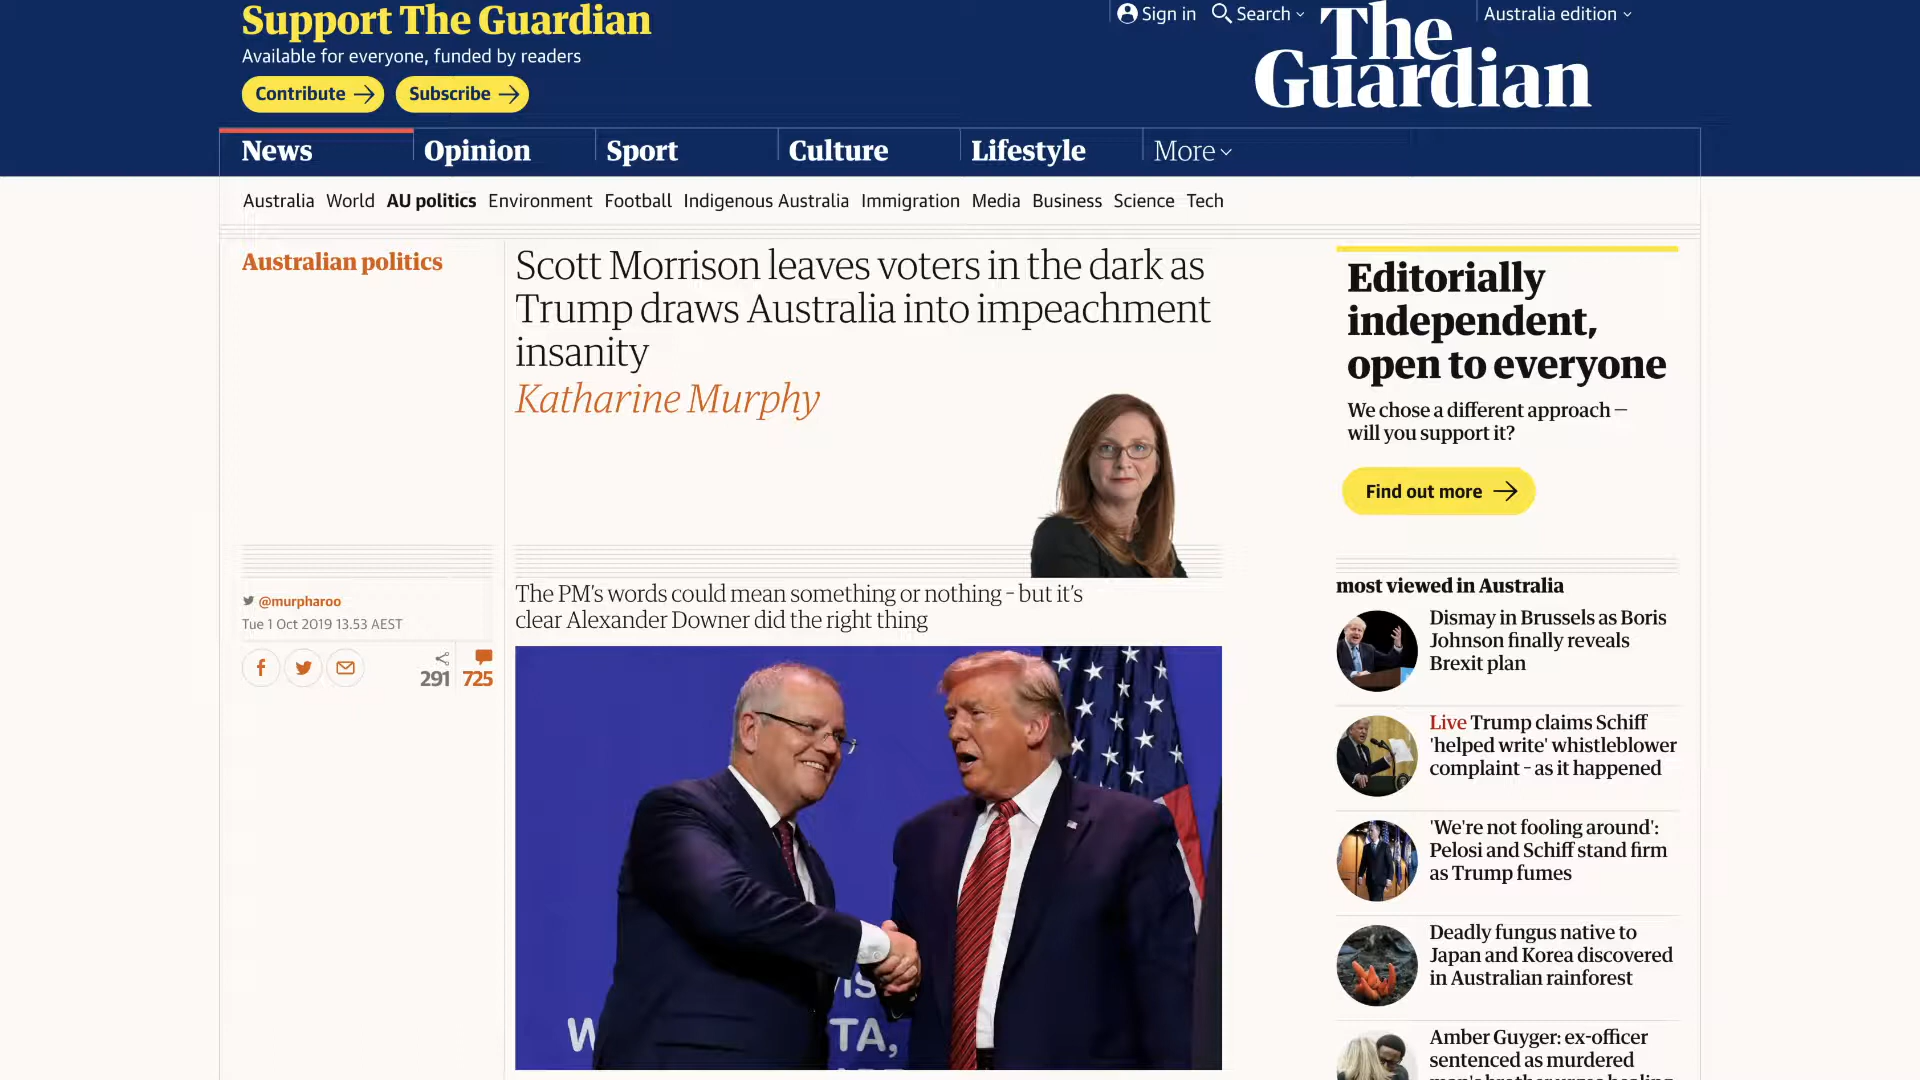 Support The Guardian
Available for everyone, funded by readers
Contribute
Subscribe
Sign in
Search
Australia edition
The
Guardian
News
Opinion
Sport
Culture
Lifestyle
More
Australia World AU politics Environment Football Indigenous Australia Immigration Media Business Science Tech
Australian politics
Scott Morrison leaves voters in the dark as
Trump draws Australia into impeachment
insanity
Katharine Murphy
The PM's words could mean something or nothing – but it's
clear Alexander Downer did the right thing
@murpharoo
Tue 1 Oct 2019 13.53 AEST
291
725
W
TA,
Editorially
independent,
open to everyone
We chose a different approach —
will you support it?
Find out more
most viewed in Australia
Dismay in Brussels as Boris
Johnson finally reveals
Brexit plan
Live Trump claims Schiff
'helped write' whistleblower
complaint – as it happened
'We're not fooling around':
Pelosi and Schiff stand firm
as Trump fumes
Deadly fungus native to
Japan and Korea discovered
in Australian rainforest
Amber Guyger: ex-officer
sentenced as murdered